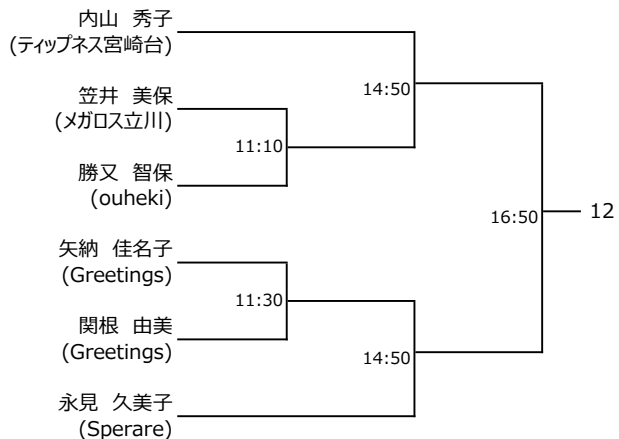 内山 秀子
(ティップネス宮崎台)
14:50
笠井 美保
(メガロス立川)
11:10
勝又 智保
(ouheki)
16:50
12
矢納 佳名子
(Greetings)
11:30
関根 由美
(Greetings)
14:50
永見 久美子
(Sperare)